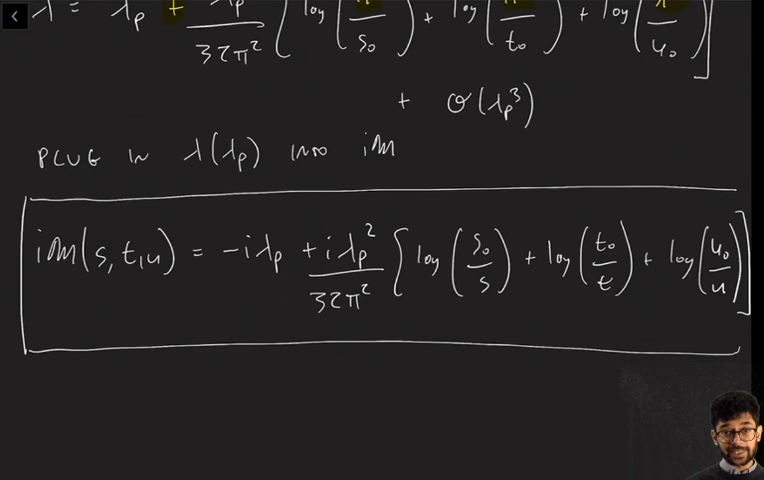 λ = λp + λp² / 32π² [ log( Λ² / s₀ ) + log( Λ² / t₀ ) + log( Λ² / u₀ ) ]
+ O(λp³)
PLUG IN λ(λp) INTO iM
iM(s,t,u) = -iλp + iλp² / 32π² [ log( s₀ / s ) + log( t₀ / t ) + log( u₀ / u ) ]